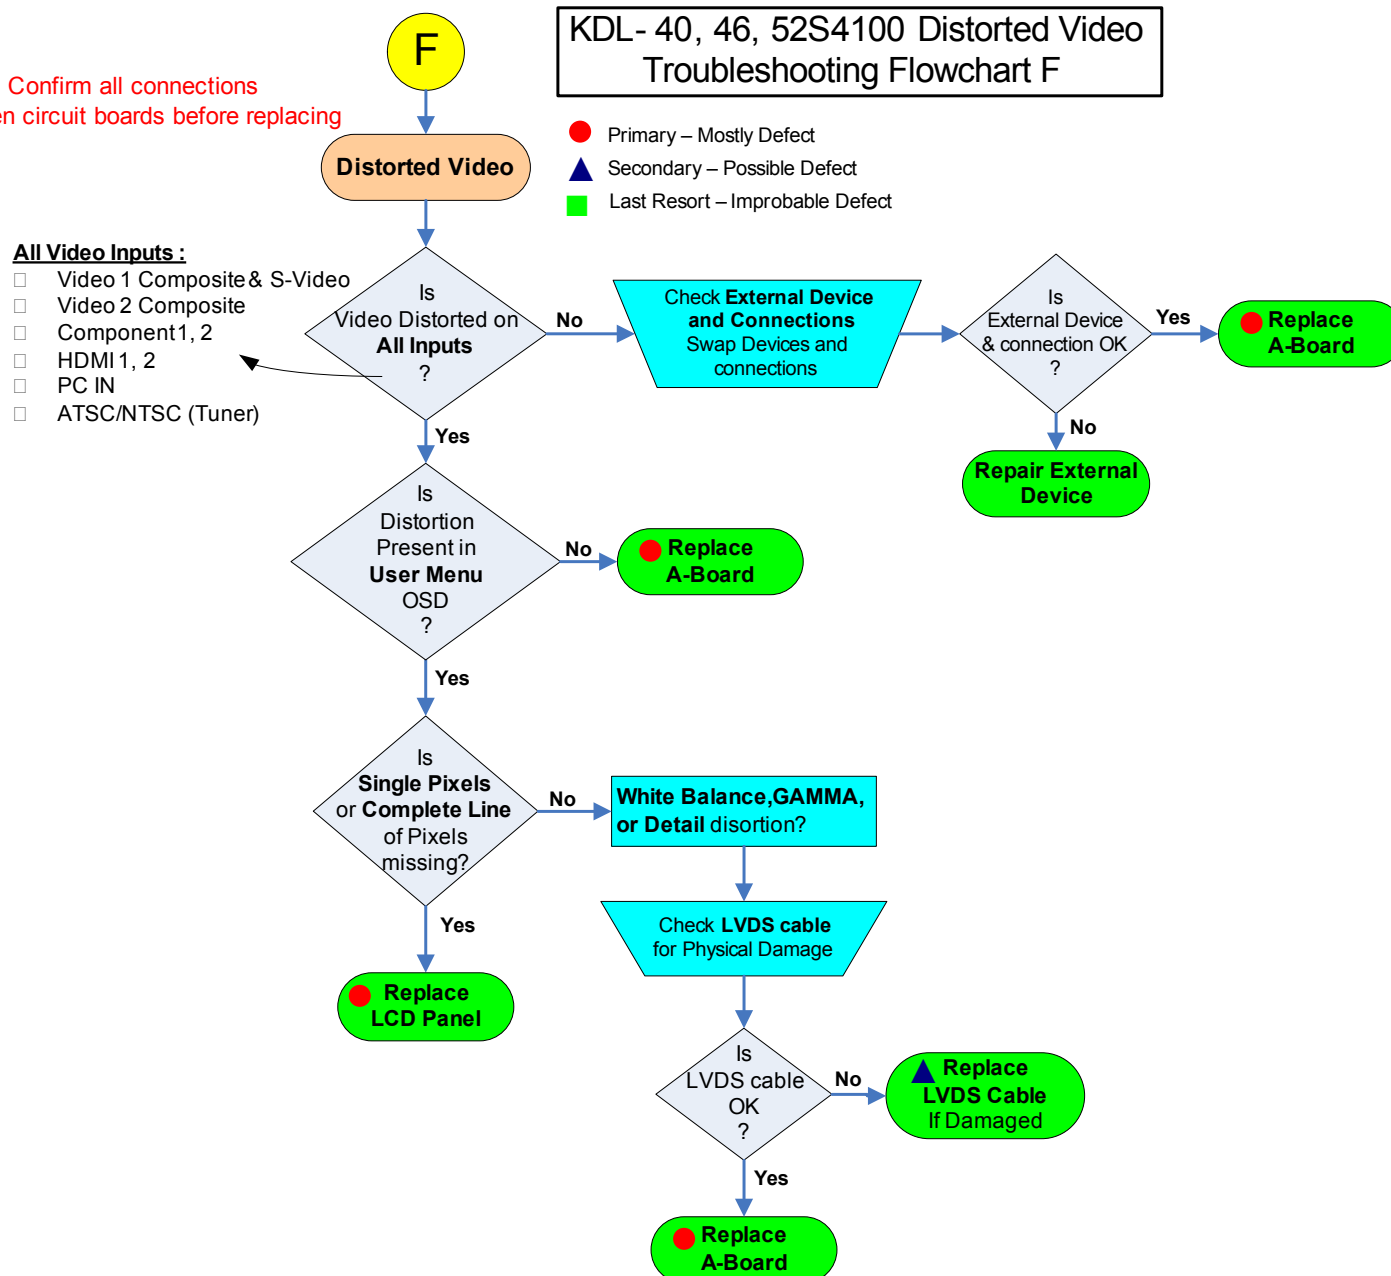 F
KDL- 40, 46, 52S4100 Distorted Video
Troubleshooting Flowchart F
Confirm all connections
en circuit boards before replacing
Primary – Mostly Defect
Secondary – Possible Defect
Last Resort – Improbable Defect
Distorted Video
All Video Inputs :
Video 1 Composite & S-Video
Video 2 Composite
Component 1, 2
HDMI 1, 2
PC IN
ATSC/NTSC (Tuner)
Is
Video Distorted on
All Inputs
?
No
Check External Device
and Connections
Swap Devices and
connections
Is
External Device
& connection OK
?
Yes
Replace
A-Board
No
Repair External
Device
Yes
Is
Distortion
Present in
User Menu
OSD
?
No
Replace
A-Board
Yes
Is
Single Pixels
or Complete Line
of Pixels
missing?
No
White Balance,GAMMA,
or Detail disortion?
Yes
Check LVDS cable
for Physical Damage
Replace
LCD Panel
Is
LVDS cable
OK
?
No
Replace
LVDS Cable
If Damaged
Yes
Replace
A-Board